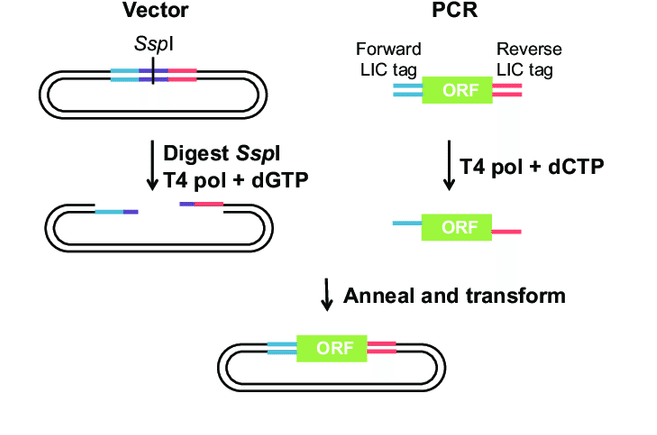 Vector
PCR
SspI
Forward
LIC tag
Reverse
LIC tag
ORF
Digest SspI
T4 pol + dGTP
T4 pol + dCTP
ORF
Anneal and transform
ORF